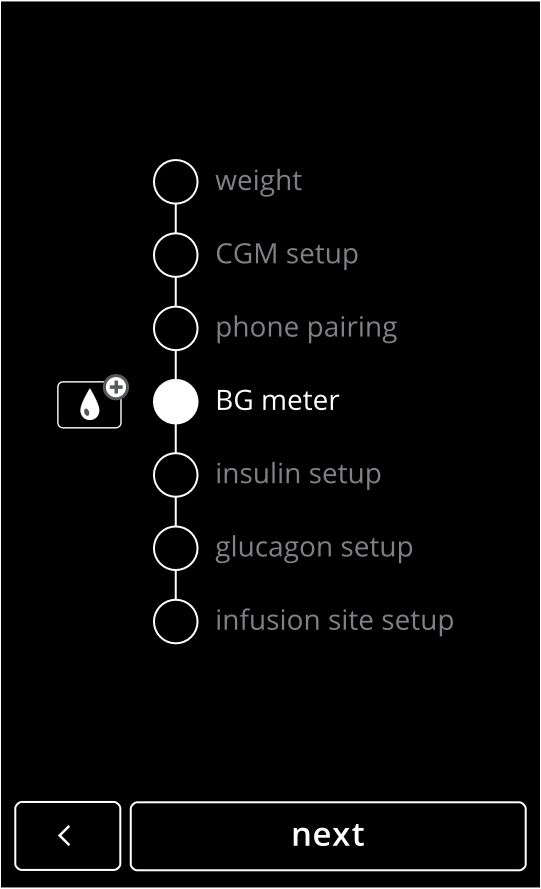 weight
CGM setup
phone pairing
BG meter
insulin setup
glucagon setup
infusion site setup
next